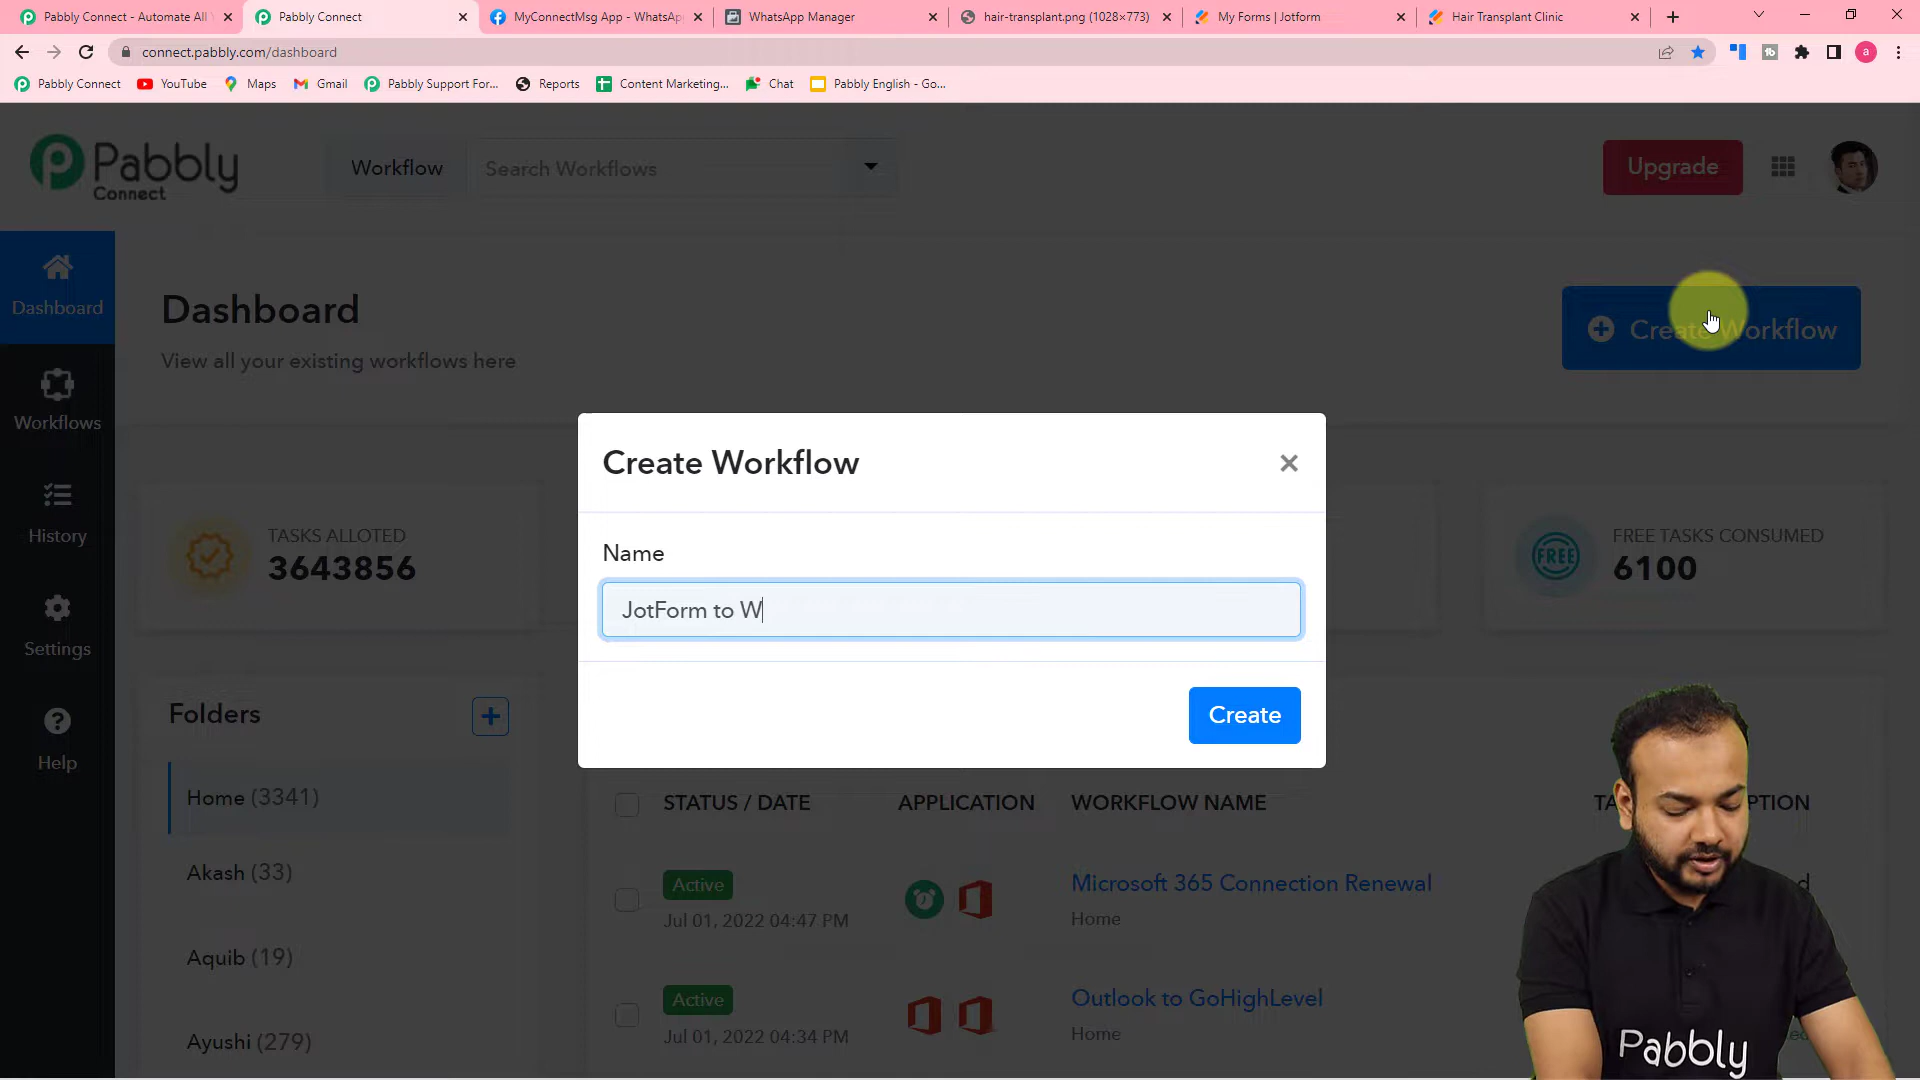 Pabbly Connect - Automate All Y
Pabbly Connect
MyConnectMsg App - WhatsAp
WhatsApp Manager
hair-transplant.png (1028×773)
My Forms | Jotform
Hair Transplant Clinic
connect.pabbly.com/dashboard
a
Pabbly Connect
YouTube
Maps
Gmail
Pabbly Support For...
Reports
Content Marketing...
Chat
Pabbly English - Go...
Pabbly
Connect
Workflow
Search Workflows
Upgrade
Dashboard
Workflows
History
Settings
Help
Dashboard
View all your existing workflows here
Create Workflow
Create Workflow
Name
JotForm to W
Create
TASKS ALLOTED
3643856
FREE
FREE TASKS CONSUMED
6100
Folders
Home (3341)
Akash (33)
Aquib (19)
Ayushi (279)
STATUS / DATE
APPLICATION
WORKFLOW NAME
Active
Jul 01, 2022 04:47 PM
Microsoft 365 Connection Renewal
Home
Active
Jul 01, 2022 04:34 PM
Outlook to GoHighLevel
Home
Pabbly